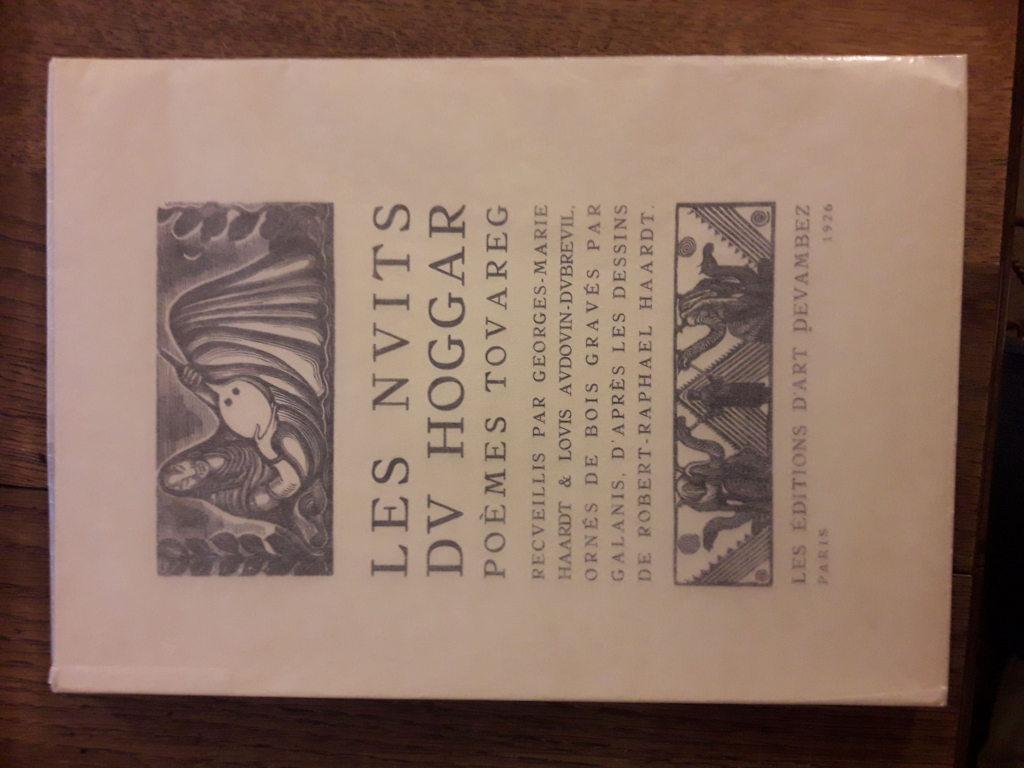 LES NVITS
DV HOGGAR
POÈMES TOVAREG
RECVEILLIS PAR GEORGES-MARIE
HAARDT & LOVIS AVDOVIN-DVBREVIL,
ORNÉS DE BOIS GRAVÉS PAR
GALANIS, D'APRÈS LES DESSINS
DE ROBERT-RAPHAEL HAARDT.
LES ÉDITIONS D'ART DEVAMBEZ
PARIS 1926